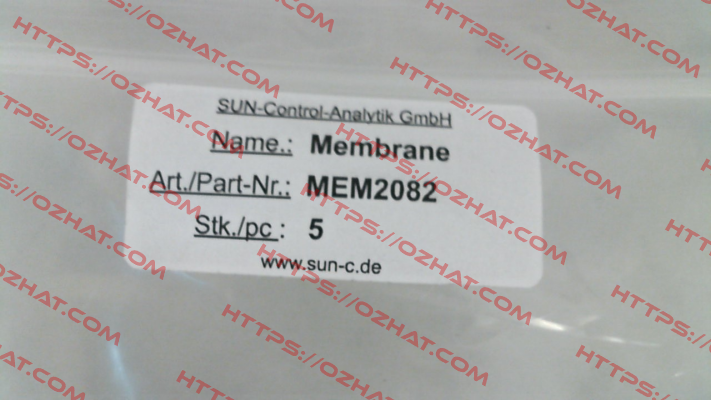 SUN-Control-Analytik GmbH
Name.: Membrane
Art./Part-Nr.: MEM2082
Stk./pc : 5
www.sun-c.de
HTTPS://OZHAT.COM